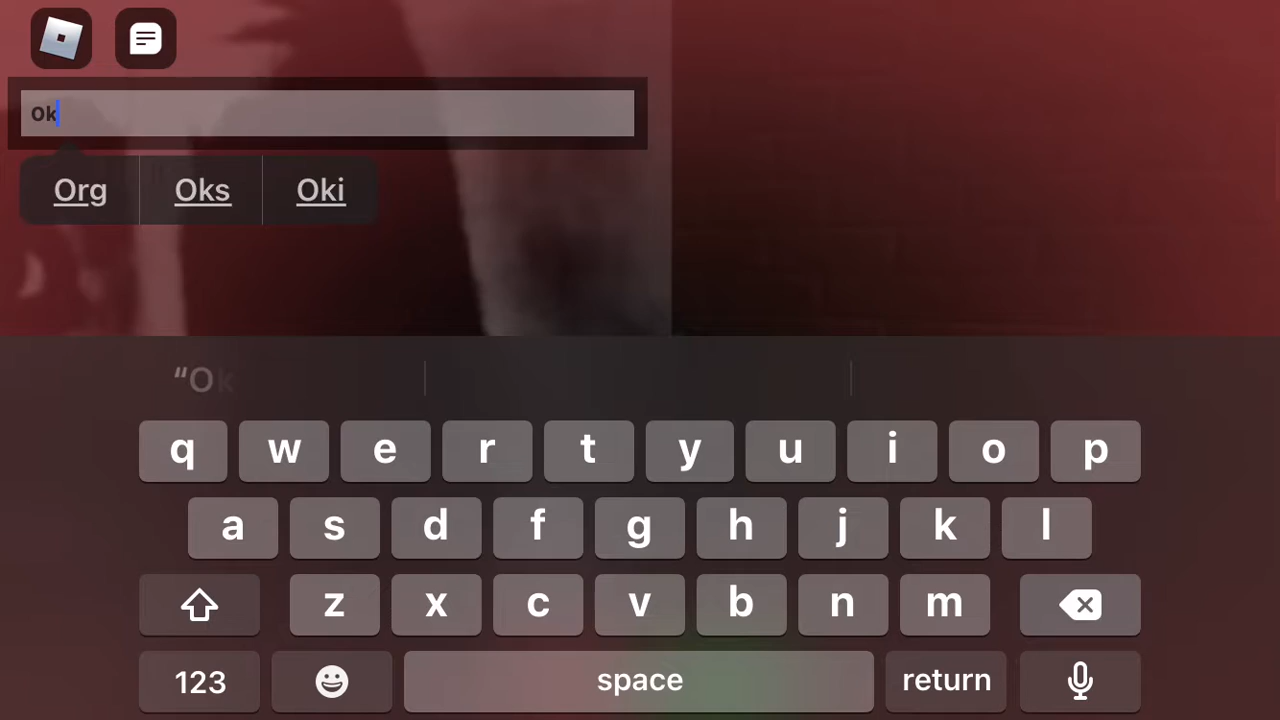 Ok
Org Oks Oki
“Ok
q w e r t y u i o p
a s d f g h j k l
z x c v b n m
123 space return